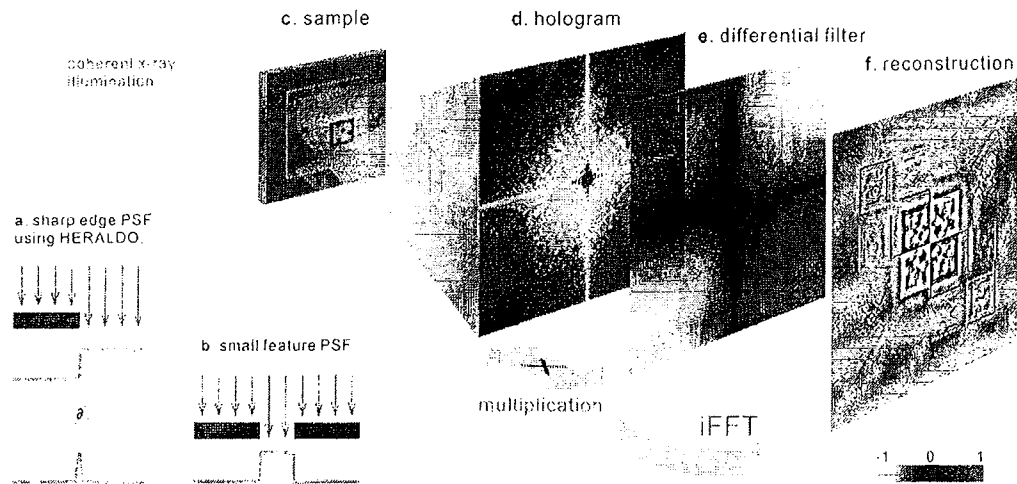 c. sample
d. hologram
e. differential filter
f. reconstruction
coherent x-ray
illumination
a. sharp edge PSF
using HERALDO.
b. small feature PSF
multiplication
iFFT
-1 0 1